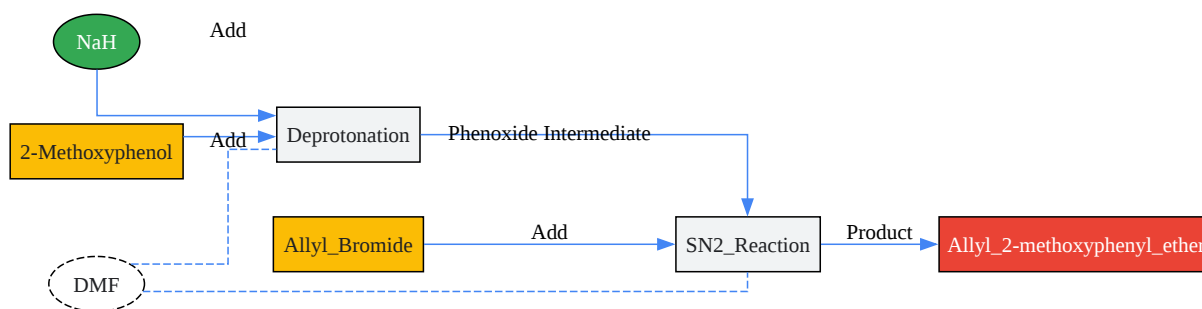 Add
NaH
Deprotonation
Phenoxide Intermediate
Add
2-Methoxyphenol
Add
Product
Allyl_Bromide
SN2_Reaction
Allyl_2-methoxyphenyl_ether
DMF